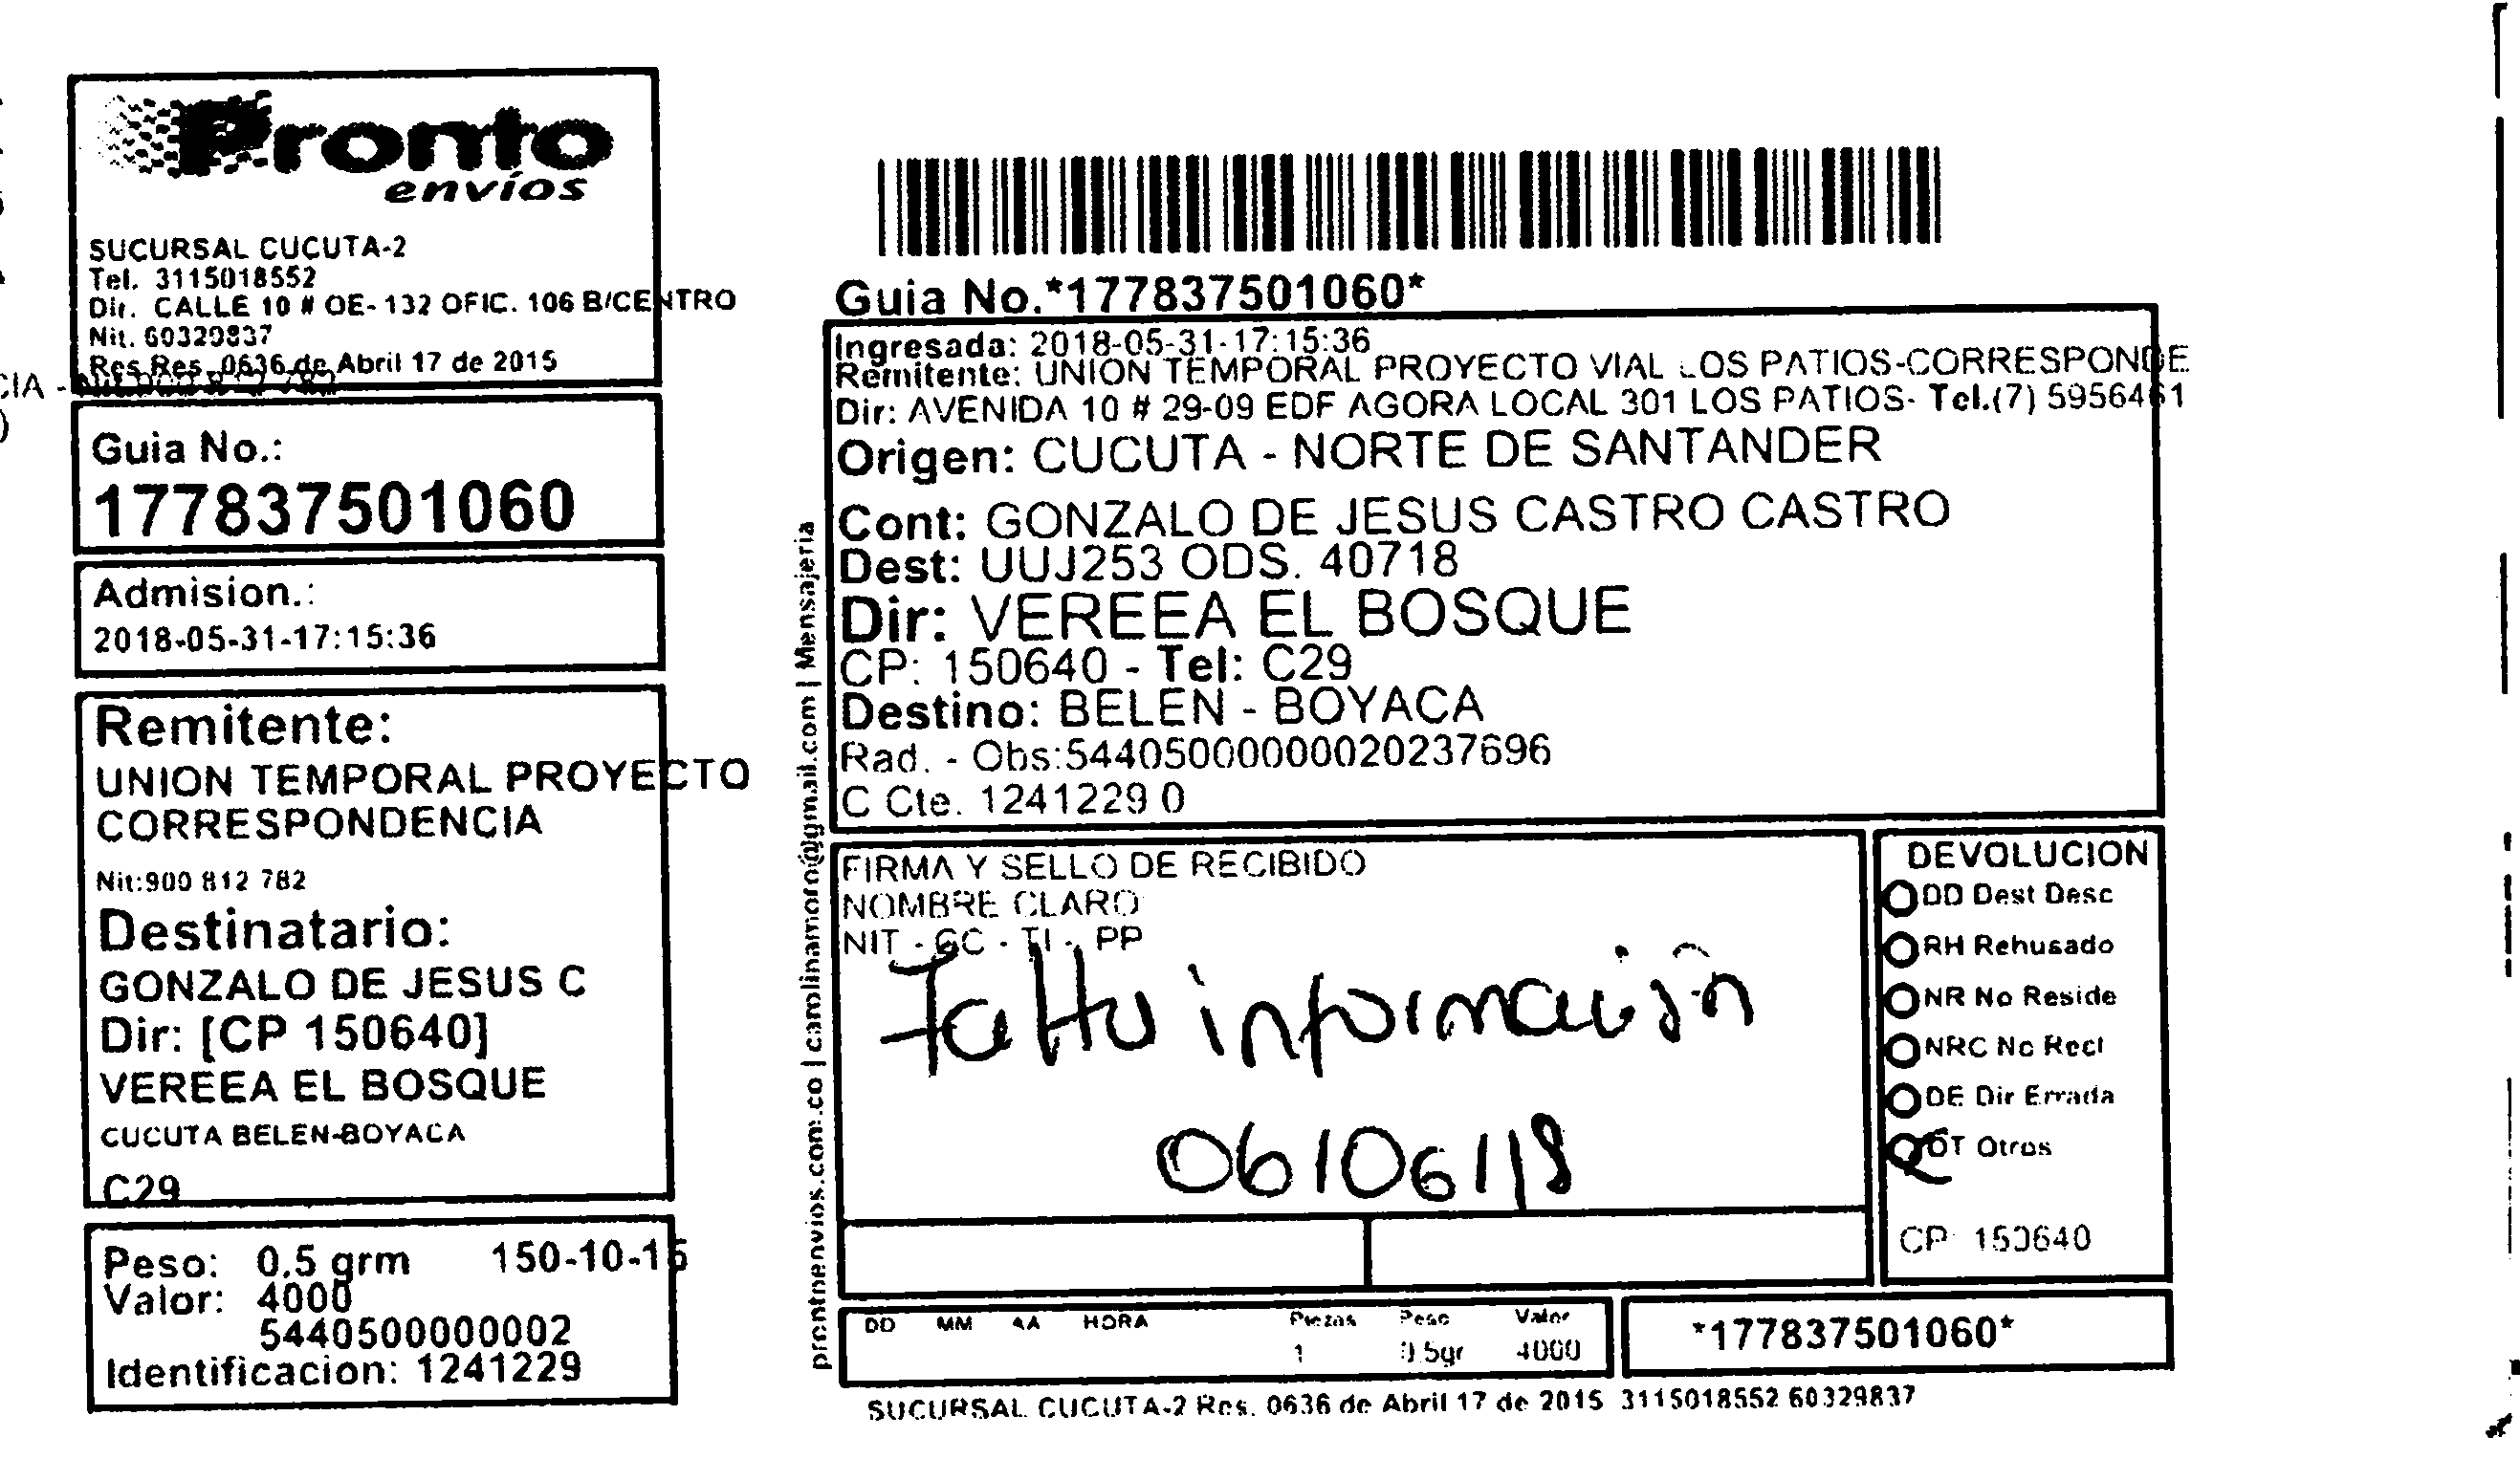 Pronto
envíos
SUCURSAL CUCUTA-2
Tel. 3115018552
Dir. CALLE 10 # OE-132 OFIC. 106 B/CENTRO
Nit. 60329837
Res Res. 0636 de Abril 17 de 2015
CIA -
Guia No.:
177837501060
Admision.:
2018-05-31-17:15:36
Remitente:
UNION TEMPORAL PROYECTO
CORRESPONDENCIA
Nit:900 812 782
Destinatario:
GONZALO DE JESUS C
Dir: [CP 150640]
VEREEA EL BOSQUE
CUCUTA BELEN-BOYACA
C29
Peso: 0.5 grm 150-10-15
Valor: 4000
5440500000002
Identificacion: 1241229
prontoenvios.com.co | carolinamoro@gmail.com | Mensajeria
Guia No.*177837501060*
Ingresada: 2018-05-31-17:15:36
Remitente: UNION TEMPORAL PROYECTO VIAL LOS PATIOS-CORRESPONDE
Dir: AVENIDA 10 # 29-09 EDF AGORA LOCAL 301 LOS PATIOS- Tel.(7) 5956461
Origen: CUCUTA - NORTE DE SANTANDER
Cont: GONZALO DE JESUS CASTRO CASTRO
Dest: UUJ253 ODS. 40718
Dir: VEREEA EL BOSQUE
CP: 150640 - Tel: C29
Destino: BELEN - BOYACA
Rad. - Obs:544050000000020237696
C Cte. 1241229 0
FIRMA Y SELLO DE RECIBIDO
NOMBRE CLARO
NIT - CC - TI - PP
Falta información
06/06/18
DEVOLUCION
DD Dest Desc
RH Rehusado
NR No Reside
NRC No Recl
DE Dir Errada
OT Otros
CP: 150640
DD MM AA HORA Piezas Peso Valor
1 0.5gr 4000
*177837501060*
SUCURSAL CUCUTA-2 Res. 0636 de Abril 17 de 2015 3115018552 60329837